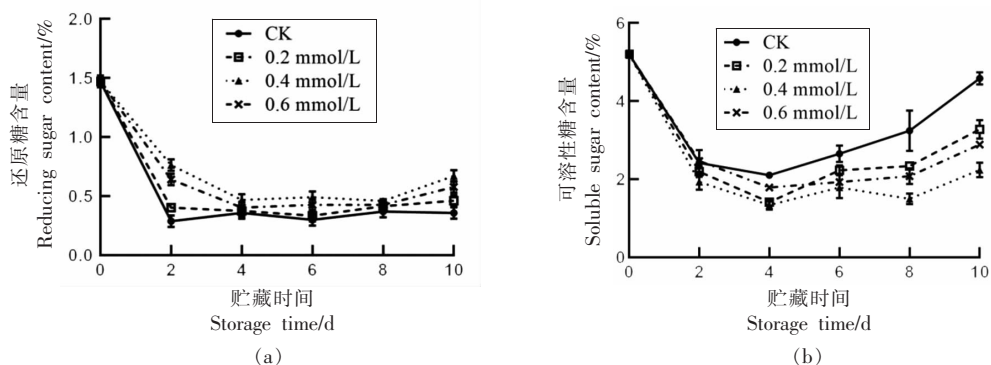 还原糖含量
Reducing sugar content/%
2.0
1.5
1.0
0.5
0.0
CK
0.2 mmol/L
0.4 mmol/L
0.6 mmol/L
0 2 4 6 8 10
贮藏时间
Storage time/d
(a)
可溶性糖含量
Soluble sugar content/%
6
4
2
0
CK
0.2 mmol/L
0.4 mmol/L
0.6 mmol/L
0 2 4 6 8 10
贮藏时间
Storage time/d
(b)